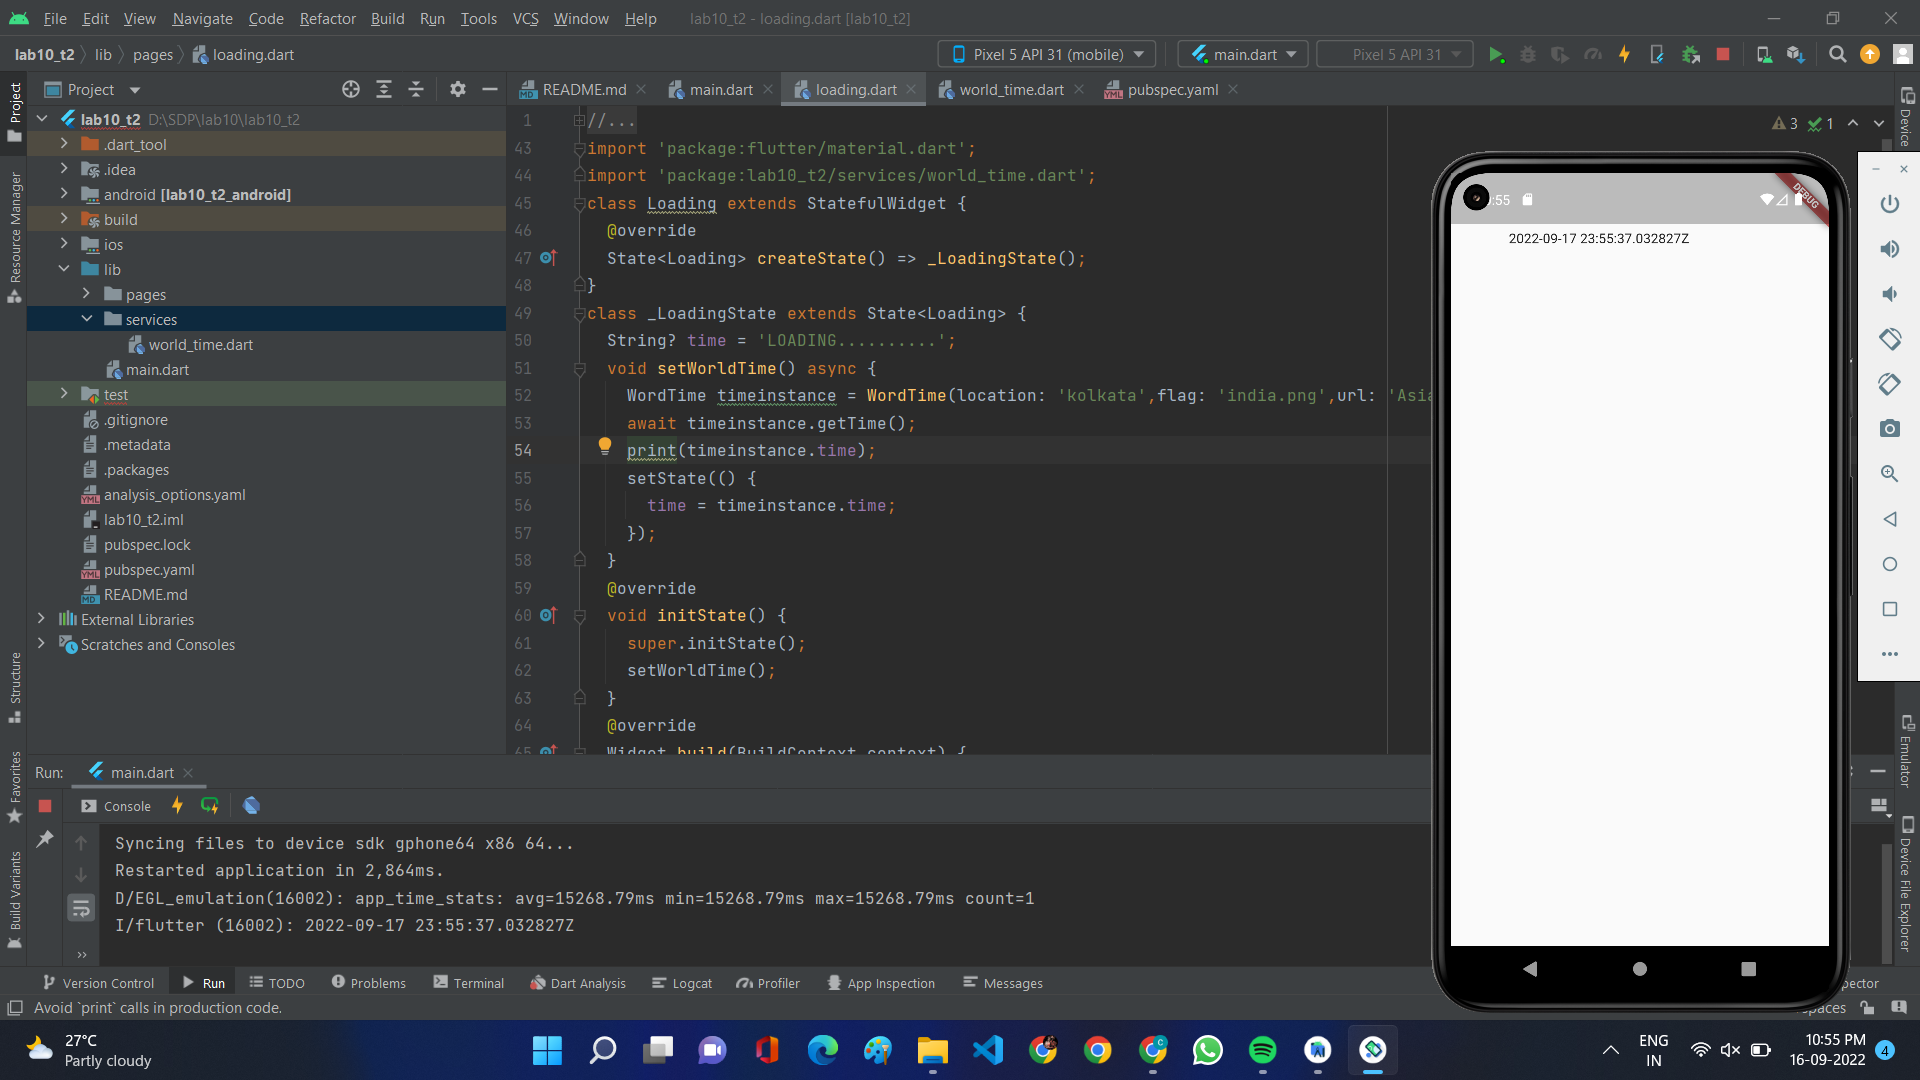 File Edit View Navigate Code Refactor Build Run Tools VCS Window Help lab10_t2 - loading.dart [lab10_t2]
lab10_t2 lib pages loading.dart
Pixel 5 API 31 (mobile) main.dart Pixel 5 API 31
Project
README.md main.dart loading.dart world_time.dart pubspec.yaml
Project
Resource Manager
Structure
Favorites
Build Variants
lab10_t2 D:\SDP\lab10\lab10_t2
.dart_tool
.idea
android [lab10_t2_android]
build
ios
lib
pages
services
world_time.dart
main.dart
test
.gitignore
.metadata
.packages
analysis_options.yaml
lab10_t2.iml
pubspec.lock
pubspec.yaml
README.md
External Libraries
Scratches and Consoles
3 1
1 //...
43 import 'package:flutter/material.dart';
44 import 'package:lab10_t2/services/world_time.dart';
45 class Loading extends StatefulWidget {
46 @override
47 State<Loading> createState() => _LoadingState();
48 }
49 class _LoadingState extends State<Loading> {
50 String? time = 'LOADING..........';
51 void setWorldTime() async {
52 WordTime timeinstance = WordTime(location: 'kolkata',flag: 'india.png',url: 'Asia
53 await timeinstance.getTime();
54 print(timeinstance.time);
55 setState(() {
56 time = timeinstance.time;
57 });
58 }
59 @override
60 void initState() {
61 super.initState();
62 setWorldTime();
63 }
64 @override
65 Widget build(BuildContext context) {
:55
DEBUG
2022-09-17 23:55:37.032827Z
Device
Emulator
Device File Explorer
Run: main.dart
Console
Syncing files to device sdk gphone64 x86 64...
Restarted application in 2,864ms.
D/EGL_emulation(16002): app_time_stats: avg=15268.79ms min=15268.79ms max=15268.79ms count=1
I/flutter (16002): 2022-09-17 23:55:37.032827Z
Version Control Run TODO Problems Terminal Dart Analysis Logcat Profiler App Inspection Messages pector
Avoid `print` calls in production code. spaces
27°C
Partly cloudy
ENG
IN
10:55 PM
16-09-2022
4